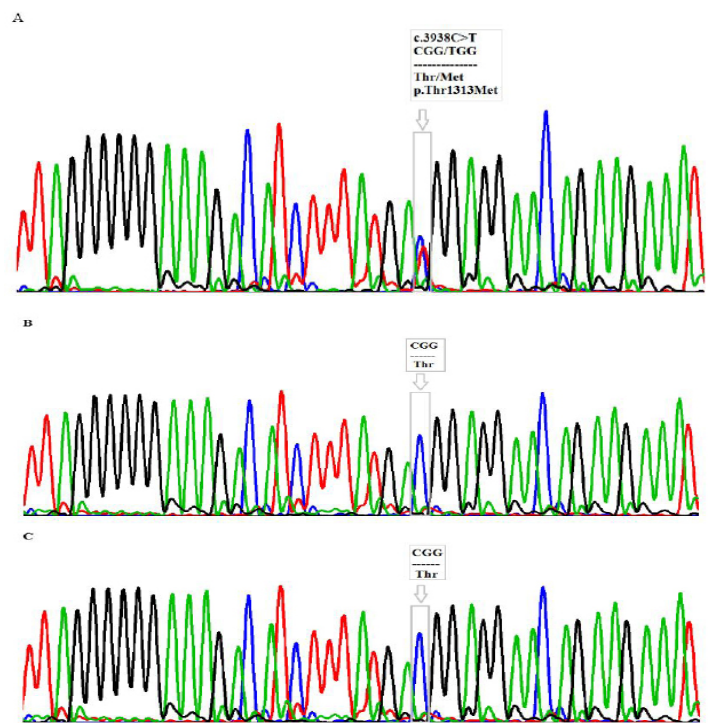 A
c.3938C>T
CGG/TGG
--------------
Thr/Met
p.Thr1313Met
B
CGG
------
Thr
C
CGG
------
Thr